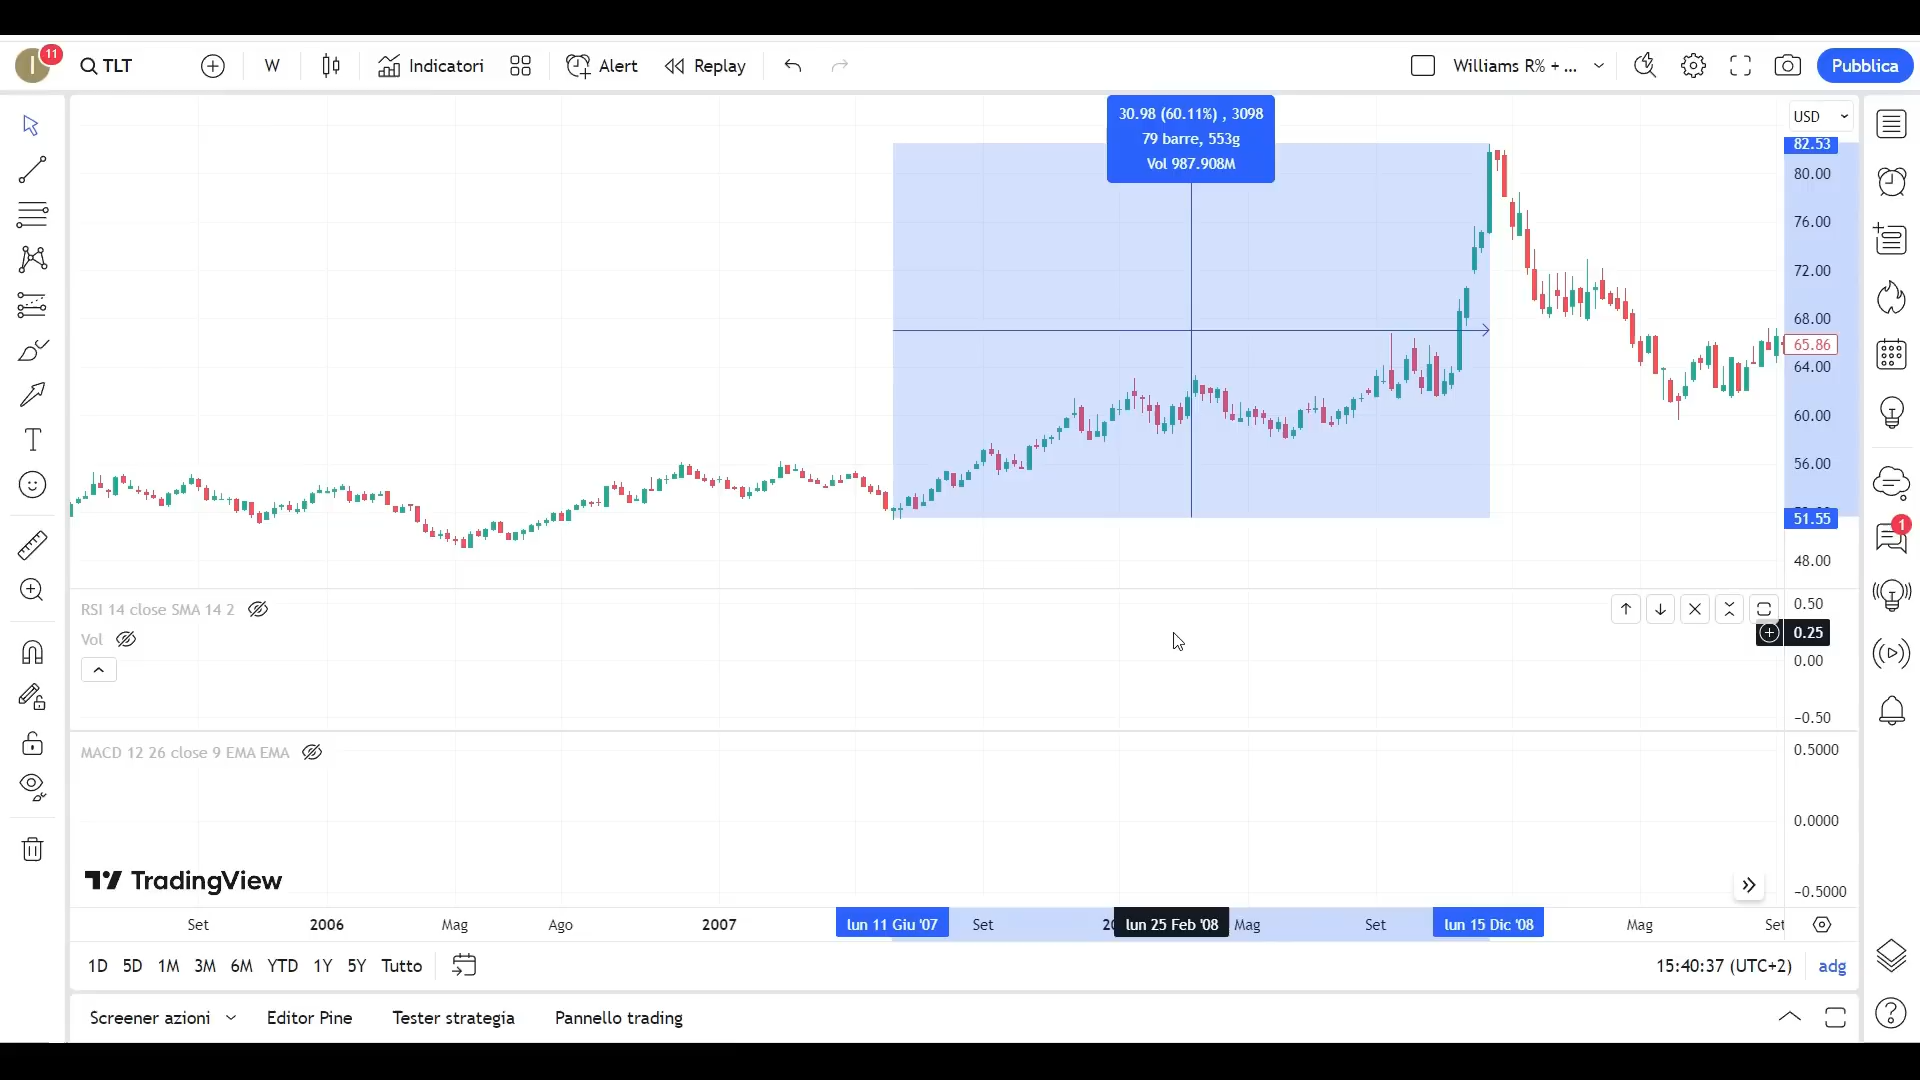 I
11
TLT
W
Indicatori
Alert
Replay
Williams R% + ...
Pubblica
30.98 (60.11%) , 3098
79 barre, 553g
Vol 987.908M
USD
82.53
80.00
76.00
72.00
68.00
65.86
64.00
60.00
56.00
51.55
48.00
RSI 14 close SMA 14 2
Vol
0.50
0.25
0.00
−0.50
1
MACD 12 26 close 9 EMA EMA
0.5000
0.0000
−0.5000
TradingView
Set
2006
Mag
Ago
2007
lun 11 Giu '07
Set
20
lun 25 Feb '08
Mag
Set
lun 15 Dic '08
Mag
Set
1D 5D 1M 3M 6M YTD 1Y 5Y Tutto
15:40:37 (UTC+2)
adg
Screener azioni
Editor Pine
Tester strategia
Pannello trading